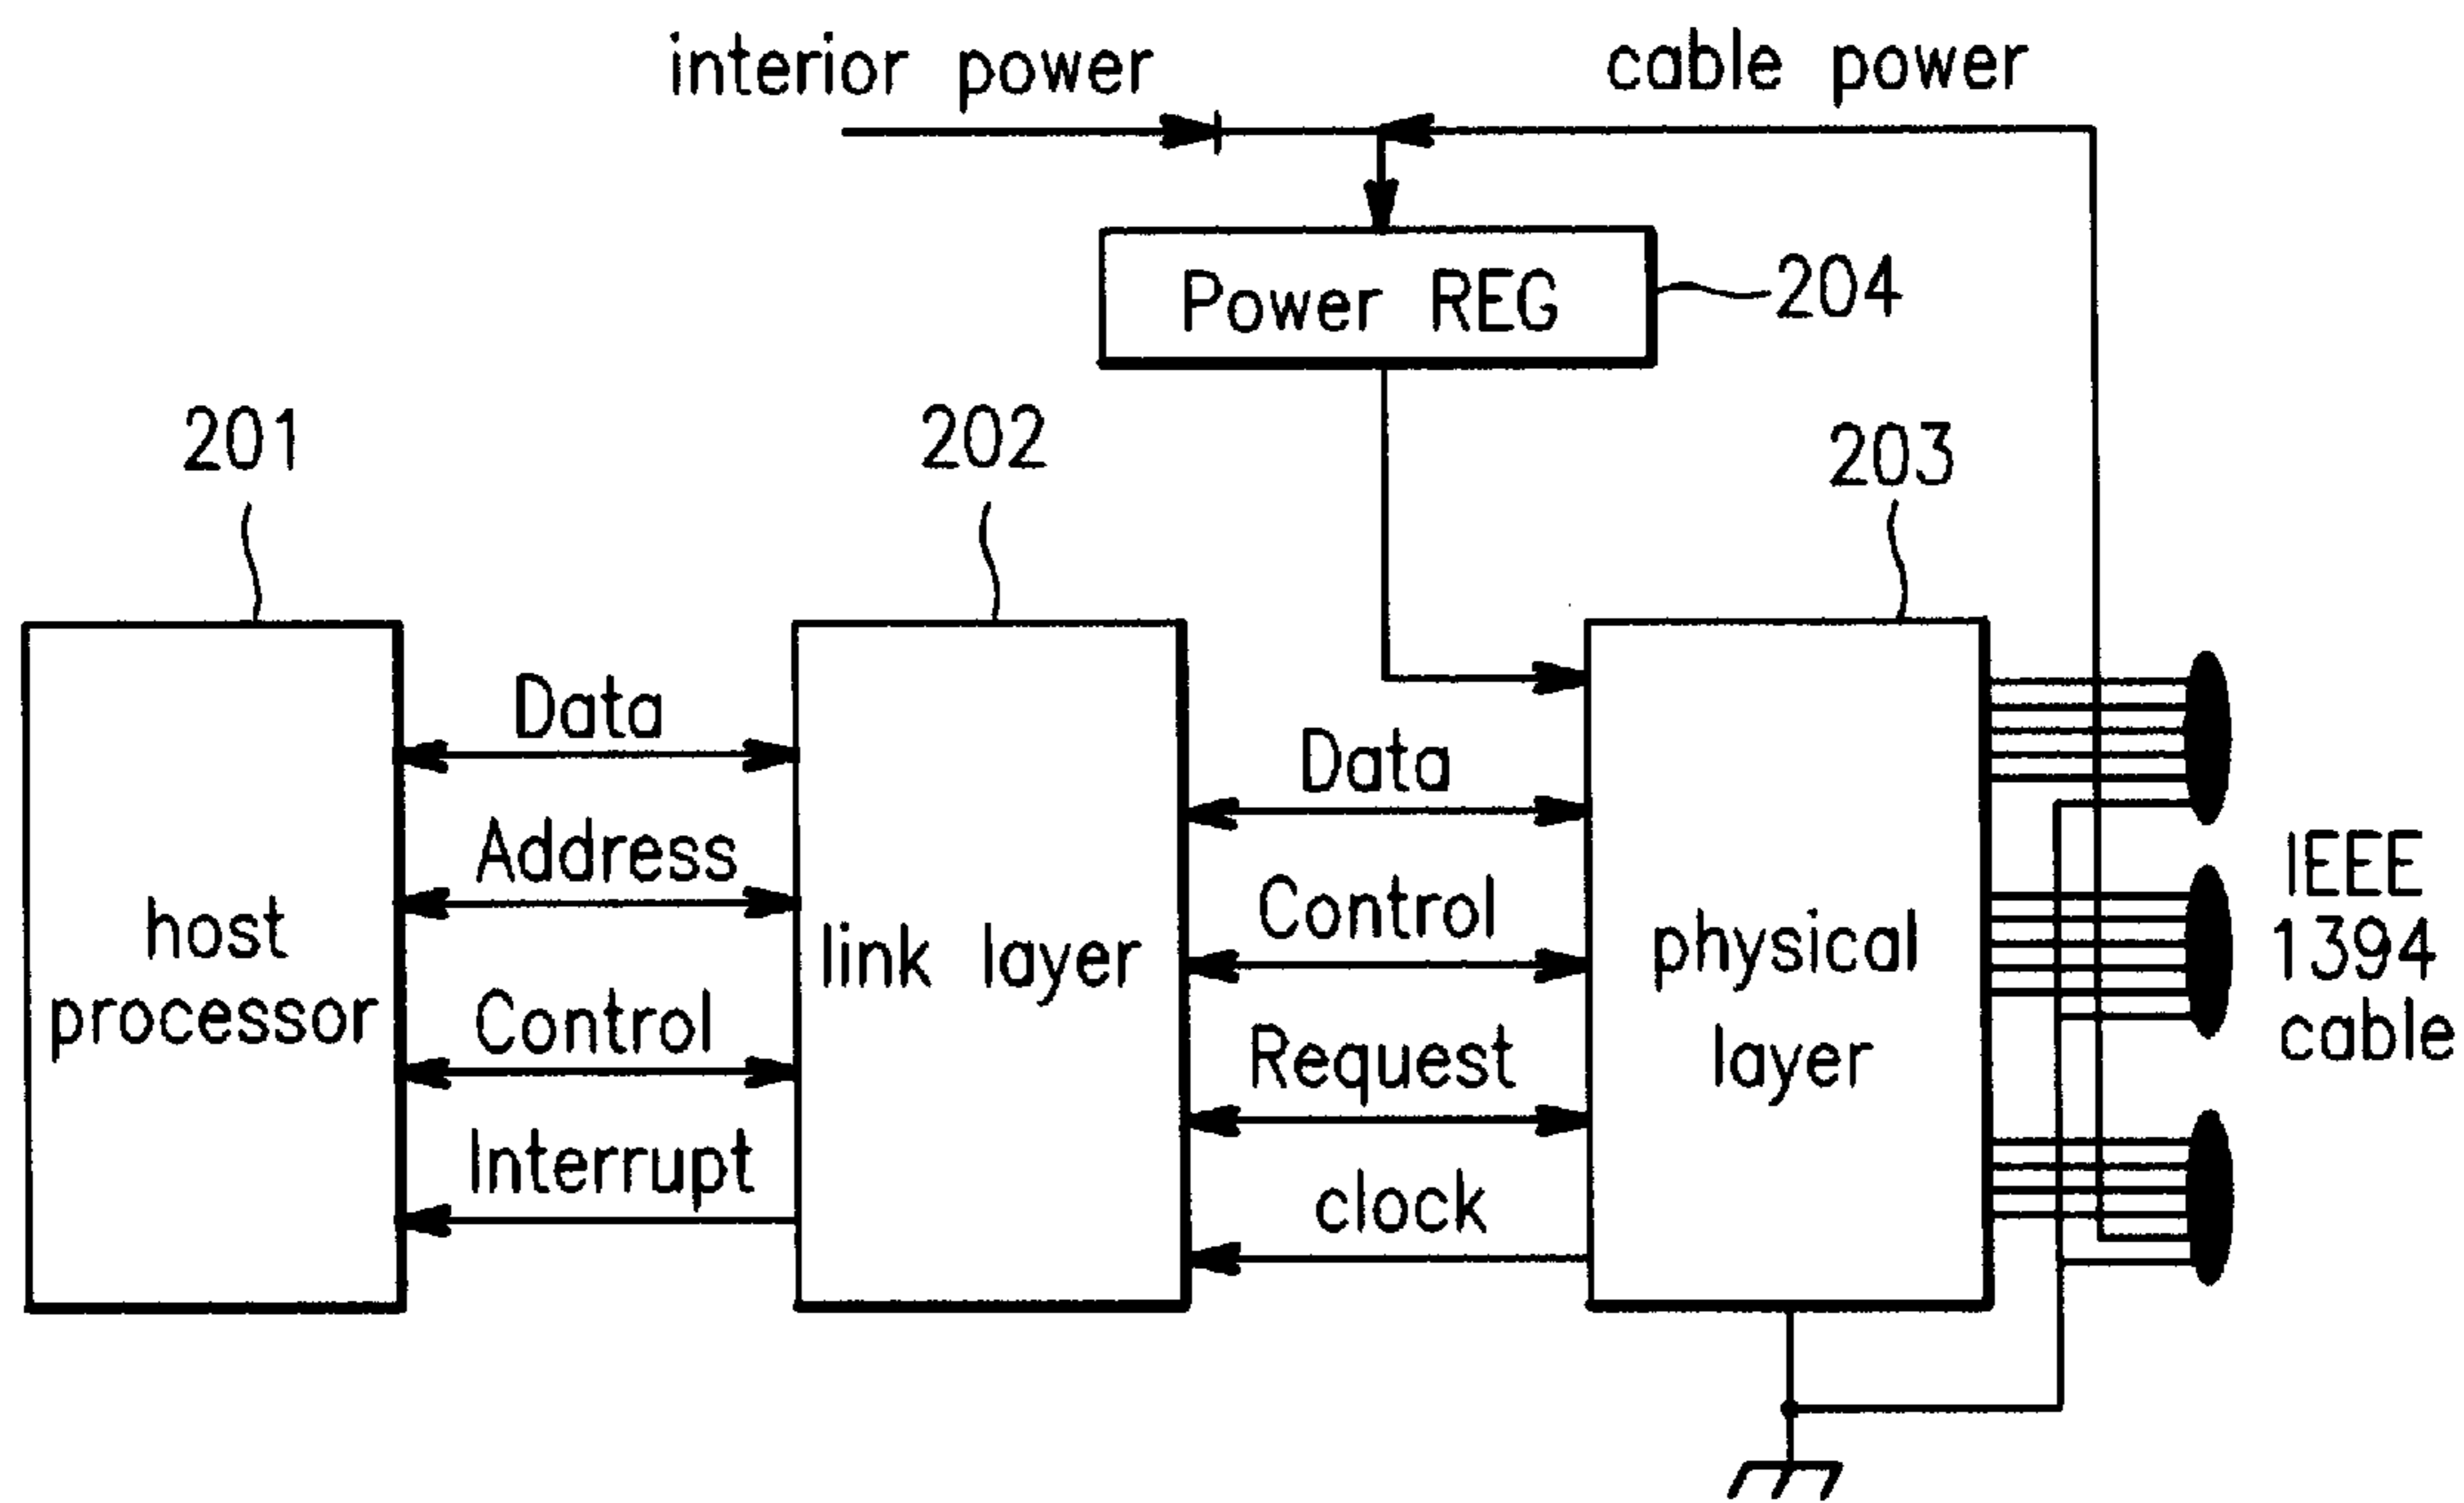 interior power
cable power
Power REG
204
201
202
203
host
processor
Data
Address
Control
Interrupt
link layer
Data
Control
Request
clock
physical
layer
IEEE
1394
cable